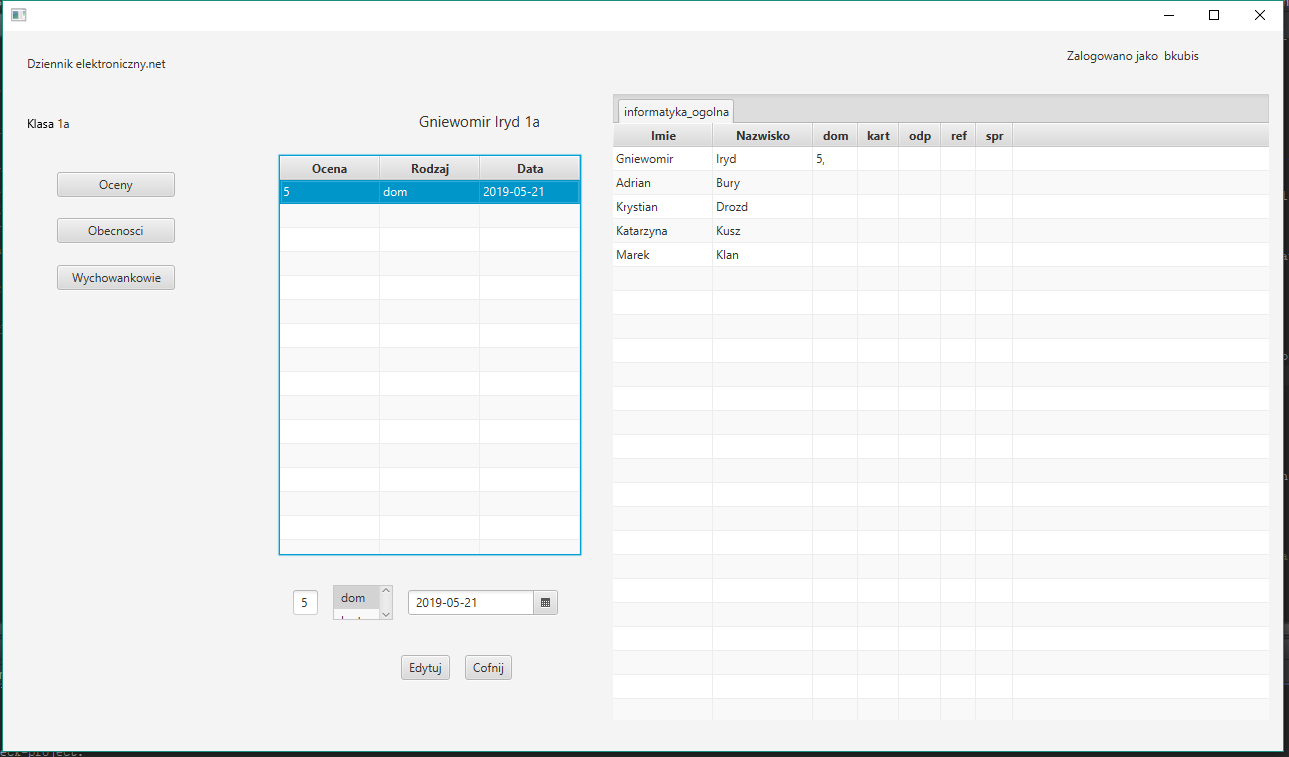 Dziennik elektroniczny.net
Zalogowano jako bkubis
Klasa 1a
Gniewomir Iryd 1a
Oceny
Obecnosci
Wychowankowie
Ocena Rodzaj Data
5 dom 2019-05-21
5 dom 2019-05-21
Edytuj Cofnij
informatyka_ogolna
Imie Nazwisko dom kart odp ref spr
Gniewomir Iryd 5,
Adrian Bury
Krystian Drozd
Katarzyna Kusz
Marek Klan